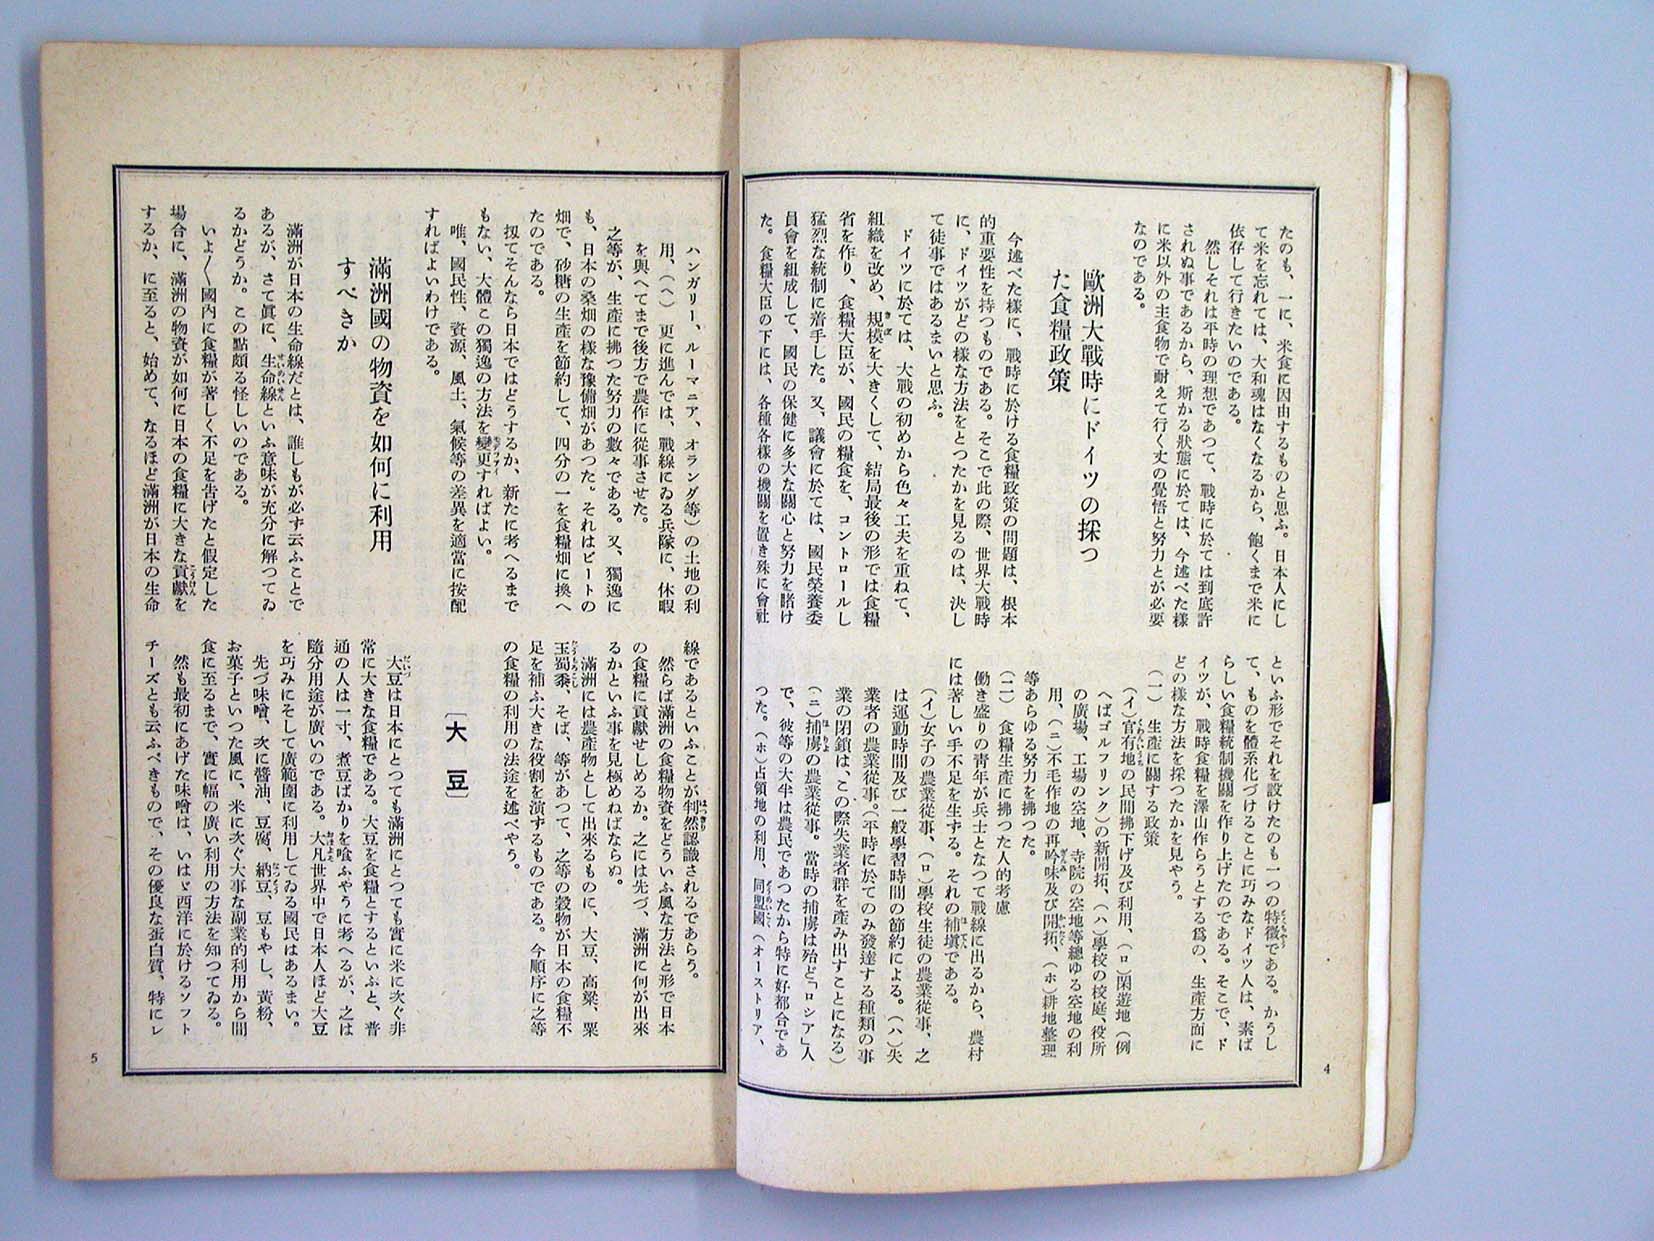 たのも、一に、米食に因由するものと思ふ。日本人にし
て米を忘れては、大和魂はなくなるから、飽くまで米に
依存して行きたいのである。
然しそれは平時の理想であつて、戰時に於ては到底許
されぬ事であるから、斯かる狀態に於ては、今述べた樣
に米以外の主食物で耐えて行く丈の覺悟と努力とが必要
なのである。
歐洲大戰時にドイツの採つ
た食糧政策
今述べた樣に、戰時に於ける食糧政策の問題は、根本
的重要性を持つものである。そこで此の際、世界大戰時
に、ドイツがどの樣な方法をとつたかを見るのは、決し
て徒事ではあるまいと思ふ。
ドイツに於ては、大戰の初めから色々工夫を重ねて、
組織を改め、規模を大きくして、結局最後の形では食糧
省を作り、食糧大臣が、國民の糧食を、コントロールし
猛烈な統制に着手した。又、議會に於ては、國民榮養委
員會を組成して、國民の保健に多大な關心と努力を賭け
た。食糧大臣の下には、各種各樣の機關を置き殊に會社
といふ形でそれを設けたのも一つの特徵である。かうし
て、ものを體系化づけることに巧みなドイツ人は、素ば
らしい食糧統制機關を作り上げたのである。そこで、ド
イツが、戰時食糧を澤山作らうとする爲の、生產方面に
どの樣な方法を採つたかを見やう。
(一) 生產に關する政策
(イ)官有地の民間拂下げ及び利用、(ロ)閑遊地(例
へばゴルフリンク)の新開拓、(ハ)學校の校庭、役所
の廣場、工場の空地、寺院の空地等總ゆる空地の利
用、(ニ)不毛作地の再吟味及び開拓、(ホ)耕地整理
等あらゆる努力を拂つた。
(二) 食糧生產に拂つた人的考慮
働き盛りの靑年が兵士となつて戰線に出るから、農村
には著しい手不足を生ずる。それの補塡である。
(イ)女子の農業從事、(ロ)學校生徒の農業從事、之
は運動時間及び一般學習時間の節約による。(ハ)失
業者の農業從事。(平時に於てのみ發達する種類の事
業の閉鎖は、この際失業者群を產み出すことになる)
(ニ)捕虜の農業從事。當時の捕虜は殆ど「ロシア」人
で、彼等の大半は農民であつたから特に好都合であ
つた。(ホ)占領地の利用、同盟國(オーストリア、
4
ハンガリー、ルーマニア、オランダ等)の土地の利
用、(ヘ) 更に進んでは、戰線にゐる兵隊に、休暇
を與へてまで後方で農作に從事させた。
之等が、生產に拂つた努力の數々である。又、獨逸に
も、日本の桑畑の樣な豫備畑があつた。それはビートの
畑で、砂糖の生產を節約して、四分の一を食糧畑に換へ
たのである。
扨てそんなら日本ではどうするか、新たに考へるまで
もない、大體この獨逸の方法を變更すればよい。
唯、國民性、資源、風土、氣候等の差異を適當に按配
すればよいわけである。
滿洲國の物資を如何に利用
すべきか
滿洲が日本の生命線だとは、誰しもが必ず云ふことで
あるが、さて眞に、生命線といふ意味が充分に解つてゐ
るかどうか。この點頗る怪しいのである。
いよ〱國內に食糧が著しく不足を吿げたと假定した
場合に、滿洲の物資が如何に日本の食糧に大きな貢獻を
するか、に至ると、始めて、なるほど滿洲が日本の生命
線であるといふことが判然認識されるであらう。
然らば滿洲の食糧物資をどういふ風な方法と形で日本
の食糧に貢獻せしめるか。之には先づ、滿洲に何が出來
るかといふ事を見極めねばならぬ。
滿洲には農產物として出來るものに、大豆、高粱、粟
玉蜀黍、そば、等があつて、之等の穀物が日本の食糧不
足を補ふ大きな役割を演ずるものである。今順序に之等
の食糧の利用の法途を述べやう。
〔大 豆〕
大豆は日本にとつても滿洲にとつても實に米に次ぐ非
常に大きな食糧である。大豆を食糧とするといふと、普
通の人は一寸、煮豆ばかりを喰ふやうに考へるが、之は
隨分用途が廣いのである。大凡世界中で日本人ほど大豆
を巧みにそして廣範圍に利用してゐる國民はあるまい。
先づ味噌、次に醬油、豆腐、納豆、豆もやし、黃粉、
お菓子といつた風に、米に次ぐ大事な副業的利用から間
食に至るまで、實に幅の廣い利用の方法を知つてゐる。
然も最初にあげた味噌は、いはゞ西洋に於けるソフト
チーズとも云ふべきもので、その優良な蛋白質、特にレ
5